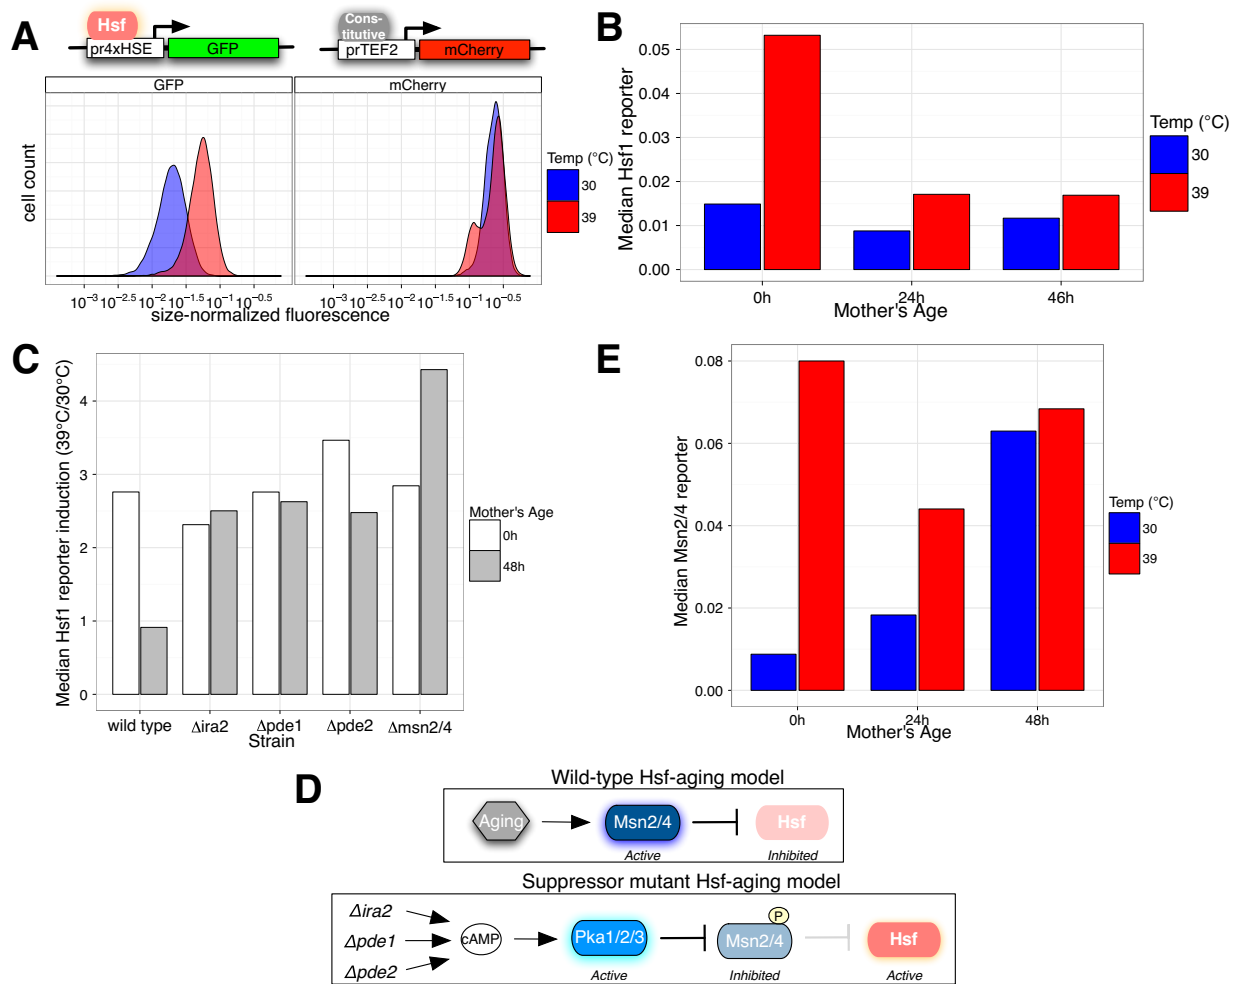 A
Hsf
pr4xHSE
GFP
Cons-
titutive
prTEF2
mCherry
GFP
mCherry
cell count
10⁻³ 10⁻²·⁵ 10⁻² 10⁻¹·⁵ 10⁻¹ 10⁻⁰·⁵
10⁻³ 10⁻²·⁵ 10⁻² 10⁻¹·⁵ 10⁻¹ 10⁻⁰·⁵
size-normalized fluorescence
Temp (°C)
30
39
B
Median Hsf1 reporter
0.05
0.04
0.03
0.02
0.01
0.00
0h
24h
46h
Mother's Age
Temp (°C)
30
39
C
Median Hsf1 reporter induction (39°C/30°C)
4
3
2
1
0
wild type
Δira2
Δpde1
Δpde2
Δmsn2/4
Strain
Mother's Age
0h
48h
E
Median Msn2/4 reporter
0.08
0.06
0.04
0.02
0.00
0h
24h
48h
Mother's Age
Temp (°C)
30
39
D
Wild-type Hsf-aging model
Aging
Msn2/4
Hsf
Active
Inhibited
Suppressor mutant Hsf-aging model
Δira2
Δpde1
Δpde2
cAMP
Pka1/2/3
P
Msn2/4
Hsf
Active
Inhibited
Active